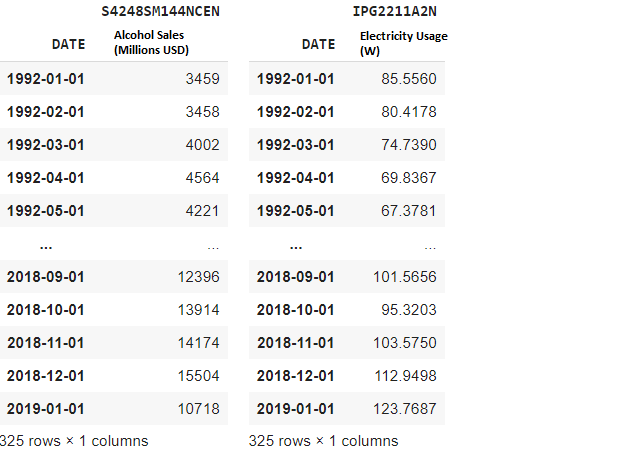 S4248SM144NCEN IPG2211A2N
DATE Alcohol Sales (Millions USD) DATE Electricity Usage (W)
1992-01-01 3459 1992-01-01 85.5560
1992-02-01 3458 1992-02-01 80.4178
1992-03-01 4002 1992-03-01 74.7390
1992-04-01 4564 1992-04-01 69.8367
1992-05-01 4221 1992-05-01 67.3781
... ... ... ...
2018-09-01 12396 2018-09-01 101.5656
2018-10-01 13914 2018-10-01 95.3203
2018-11-01 14174 2018-11-01 103.5750
2018-12-01 15504 2018-12-01 112.9498
2019-01-01 10718 2019-01-01 123.7687
325 rows × 1 columns 325 rows × 1 columns